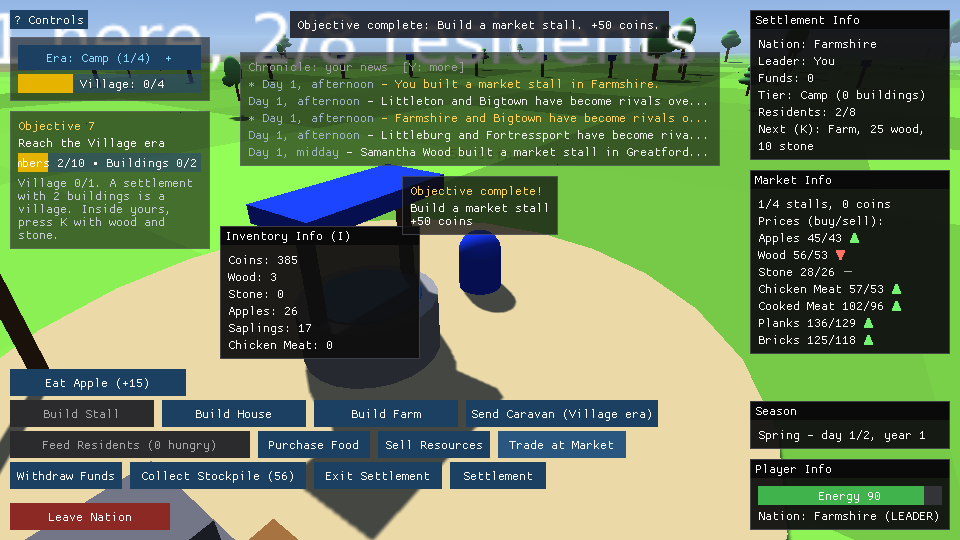 ? Controls
Objective complete: Build a market stall. +50 coins.
1 here, 2/8 residents
Era: Camp (1/4) +
Village: 0/4
Chronicle: your news [Y: more]
* Day 1, afternoon – You built a market stall in Farmshire.
Day 1, afternoon – Littleton and Bigtown have become rivals ove...
* Day 1, afternoon – Farmshire and Bigtown have become rivals o...
Day 1, afternoon – Littleburg and Fortressport have become riva...
Day 1, midday – Samantha Wood built a market stall in Greatford...
Objective 7
Reach the Village era
mbers 2/10 • Buildings 0/2
Village 0/1. A settlement
with 2 buildings is a
village. Inside yours,
press K with wood and
stone.
Objective complete!
Build a market stall
+50 coins
Inventory Info (I)
Coins: 385
Wood: 3
Stone: 0
Apples: 26
Saplings: 17
Chicken Meat: 0
Settlement Info
Nation: Farmshire
Leader: You
Funds: 0
Tier: Camp (0 buildings)
Residents: 2/8
Next (K): Farm, 25 wood,
10 stone
Market Info
1/4 stalls, 0 coins
Prices (buy/sell):
Apples 45/43
Wood 56/53
Stone 28/26 —
Chicken Meat 57/53
Cooked Meat 102/96
Planks 136/129
Bricks 125/118
Eat Apple (+15)
Build Stall
Build House
Build Farm
Send Caravan (Village era)
Feed Residents (0 hungry)
Purchase Food
Sell Resources
Trade at Market
Withdraw Funds
Collect Stockpile (56)
Exit Settlement
Settlement
Leave Nation
Season
Spring – day 1/2, year 1
Player Info
Energy 90
Nation: Farmshire (LEADER)